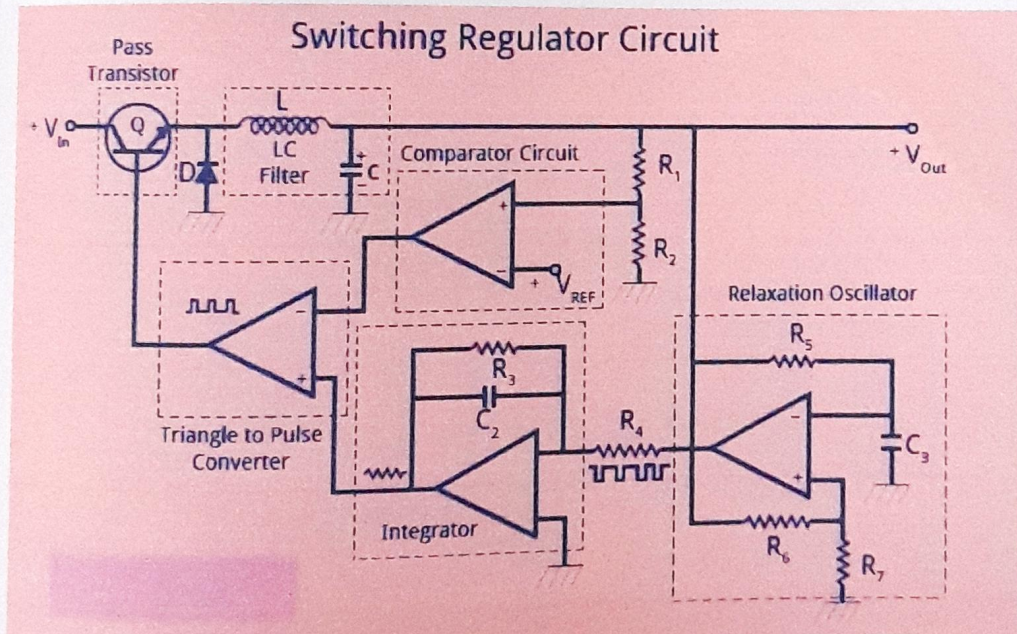 Switching Regulator Circuit
Pass
Transistor
Q
+ V In
L
LC
Filter
D
+
C
–
Comparator Circuit
+
–
+
V REF
R1
R2
+ V Out
Relaxation Oscillator
R5
–
+
C3
R6
R7
R4
R3
C2
Integrator
–
+
Triangle to Pulse
Converter